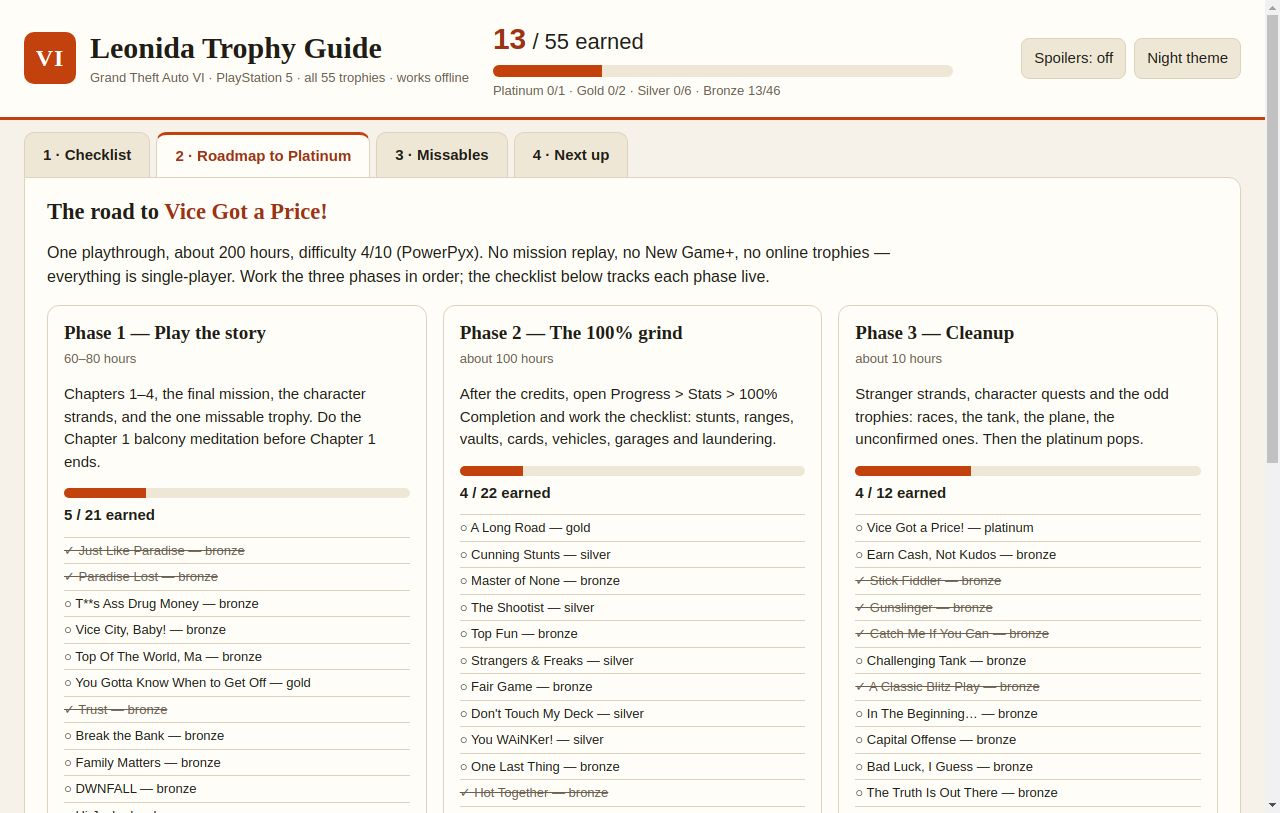 VI
Leonida Trophy Guide
Grand Theft Auto VI · PlayStation 5 · all 55 trophies · works offline
13 / 55 earned
Platinum 0/1 · Gold 0/2 · Silver 0/6 · Bronze 13/46
Spoilers: off
Night theme
1 · Checklist
2 · Roadmap to Platinum
3 · Missables
4 · Next up
The road to Vice Got a Price!
One playthrough, about 200 hours, difficulty 4/10 (PowerPyx). No mission replay, no New Game+, no online trophies —
everything is single-player. Work the three phases in order; the checklist below tracks each phase live.
Phase 1 — Play the story
60–80 hours
Chapters 1–4, the final mission, the character
strands, and the one missable trophy. Do the
Chapter 1 balcony meditation before Chapter 1
ends.
5 / 21 earned
✓ Just Like Paradise — bronze
✓ Paradise Lost — bronze
○ T**s Ass Drug Money — bronze
○ Vice City, Baby! — bronze
○ Top Of The World, Ma — bronze
○ You Gotta Know When to Get Off — gold
✓ Trust — bronze
○ Break the Bank — bronze
○ Family Matters — bronze
○ DWNFALL — bronze
Phase 2 — The 100% grind
about 100 hours
After the credits, open Progress > Stats > 100%
Completion and work the checklist: stunts, ranges,
vaults, cards, vehicles, garages and laundering.
4 / 22 earned
○ A Long Road — gold
○ Cunning Stunts — silver
○ Master of None — bronze
○ The Shootist — silver
○ Top Fun — bronze
○ Strangers & Freaks — silver
○ Fair Game — bronze
○ Don't Touch My Deck — silver
○ You WAiNKer! — silver
○ One Last Thing — bronze
✓ Hot Together — bronze
Phase 3 — Cleanup
about 10 hours
Stranger strands, character quests and the odd
trophies: races, the tank, the plane, the
unconfirmed ones. Then the platinum pops.
4 / 12 earned
○ Vice Got a Price! — platinum
○ Earn Cash, Not Kudos — bronze
✓ Stick Fiddler — bronze
✓ Gunslinger — bronze
✓ Catch Me If You Can — bronze
○ Challenging Tank — bronze
✓ A Classic Blitz Play — bronze
○ In The Beginning… — bronze
○ Capital Offense — bronze
○ Bad Luck, I Guess — bronze
○ The Truth Is Out There — bronze